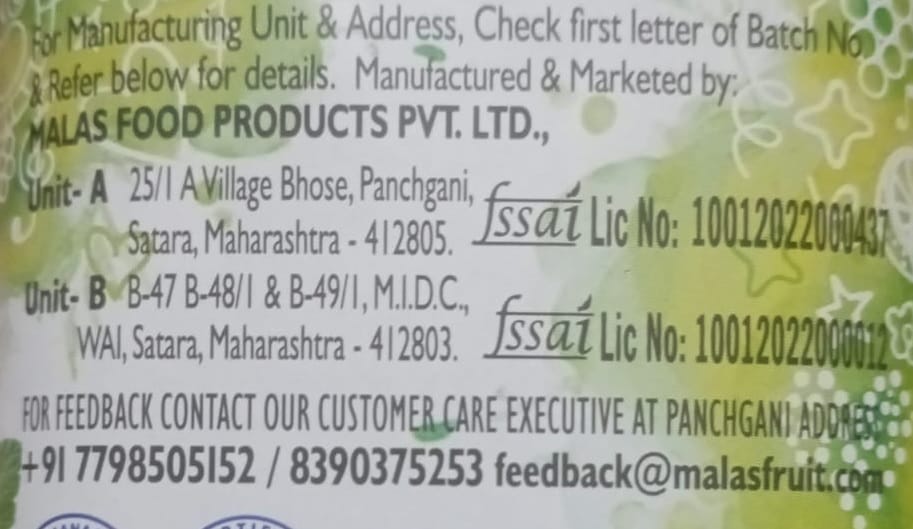 For Manufacturing Unit & Address, Check first letter of Batch No.
& Refer below for details. Manufactured & Marketed by:
MALAS FOOD PRODUCTS PVT. LTD.,
Unit- A 25/1 A Village Bhose, Panchgani,
Satara, Maharashtra - 412805.
fssai Lic No: 10012022000437
Unit- B B-47 B-48/1 & B-49/1, M.I.D.C.,
WAI, Satara, Maharashtra - 412803.
fssai Lic No: 10012022000012
FOR FEEDBACK CONTACT OUR CUSTOMER CARE EXECUTIVE AT PANCHGANI ADDRESS
+91 7798505152 / 8390375253 feedback@malasfruit.com